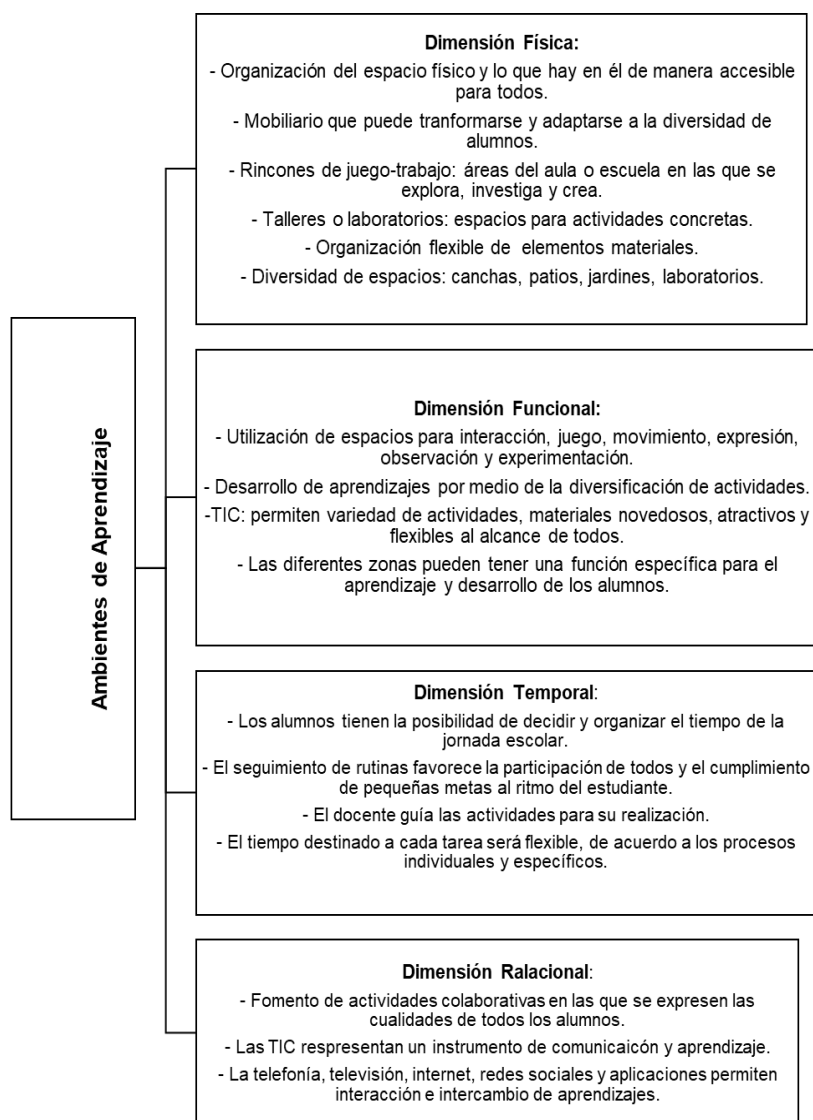 Dimensión Física:
- Organización del espacio físico y lo que hay en él de manera accesible
para todos.
- Mobiliario que puede tranformarse y adaptarse a la diversidad de
alumnos.
- Rincones de juego-trabajo: áreas del aula o escuela en las que se
explora, investiga y crea.
- Talleres o laboratorios: espacios para actividades concretas.
- Organización flexible de elementos materiales.
- Diversidad de espacios: canchas, patios, jardines, laboratorios.
Ambientes de Aprendizaje
Dimensión Funcional:
- Utilización de espacios para interacción, juego, movimiento, expresión,
observación y experimentación.
- Desarrollo de aprendizajes por medio de la diversificación de actividades.
-TIC: permiten variedad de actividades, materiales novedosos, atractivos y
flexibles al alcance de todos.
- Las diferentes zonas pueden tener una función específica para el
aprendizaje y desarrollo de los alumnos.
Dimensión Temporal:
- Los alumnos tienen la posibilidad de decidir y organizar el tiempo de la
jornada escolar.
- El seguimiento de rutinas favorece la participación de todos y el cumplimiento
de pequeñas metas al ritmo del estudiante.
- El docente guía las actividades para su realización.
- El tiempo destinado a cada tarea será flexible, de acuerdo a los procesos
individuales y específicos.
Dimensión Ralacional:
- Fomento de actividades colaborativas en las que se expresen las
cualidades de todos los alumnos.
- Las TIC respresentan un instrumento de comunicaicón y aprendizaje.
- La telefonía, televisión, internet, redes sociales y aplicaciones permiten
interacción e intercambio de aprendizajes.